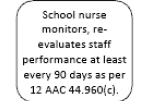 School nurse
monitors, re-
evaluates staff
performance at least
every 90 days as per
12 AAC 44.960(c).